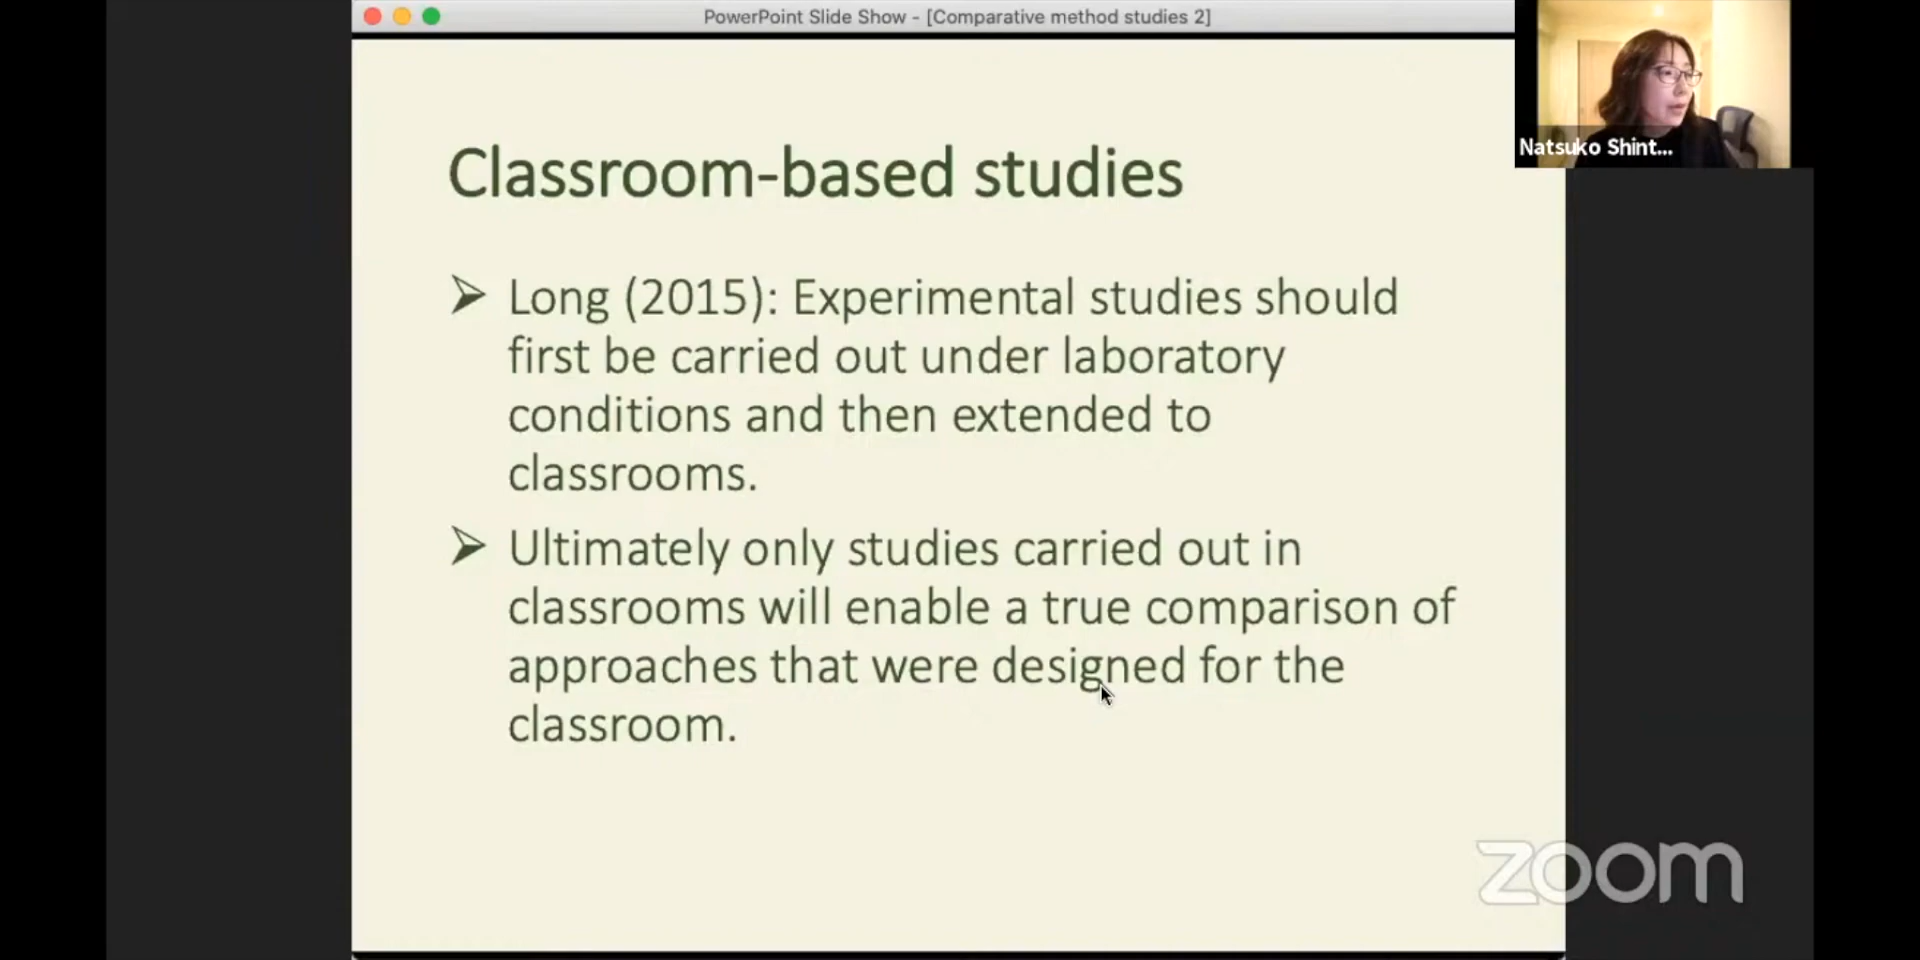 PowerPoint Slide Show - [Comparative method studies 2]
Natsuko Shint...
Classroom-based studies
➢ Long (2015): Experimental studies should
first be carried out under laboratory
conditions and then extended to
classrooms.
➢ Ultimately only studies carried out in
classrooms will enable a true comparison of
approaches that were designed for the
classroom.
zoom